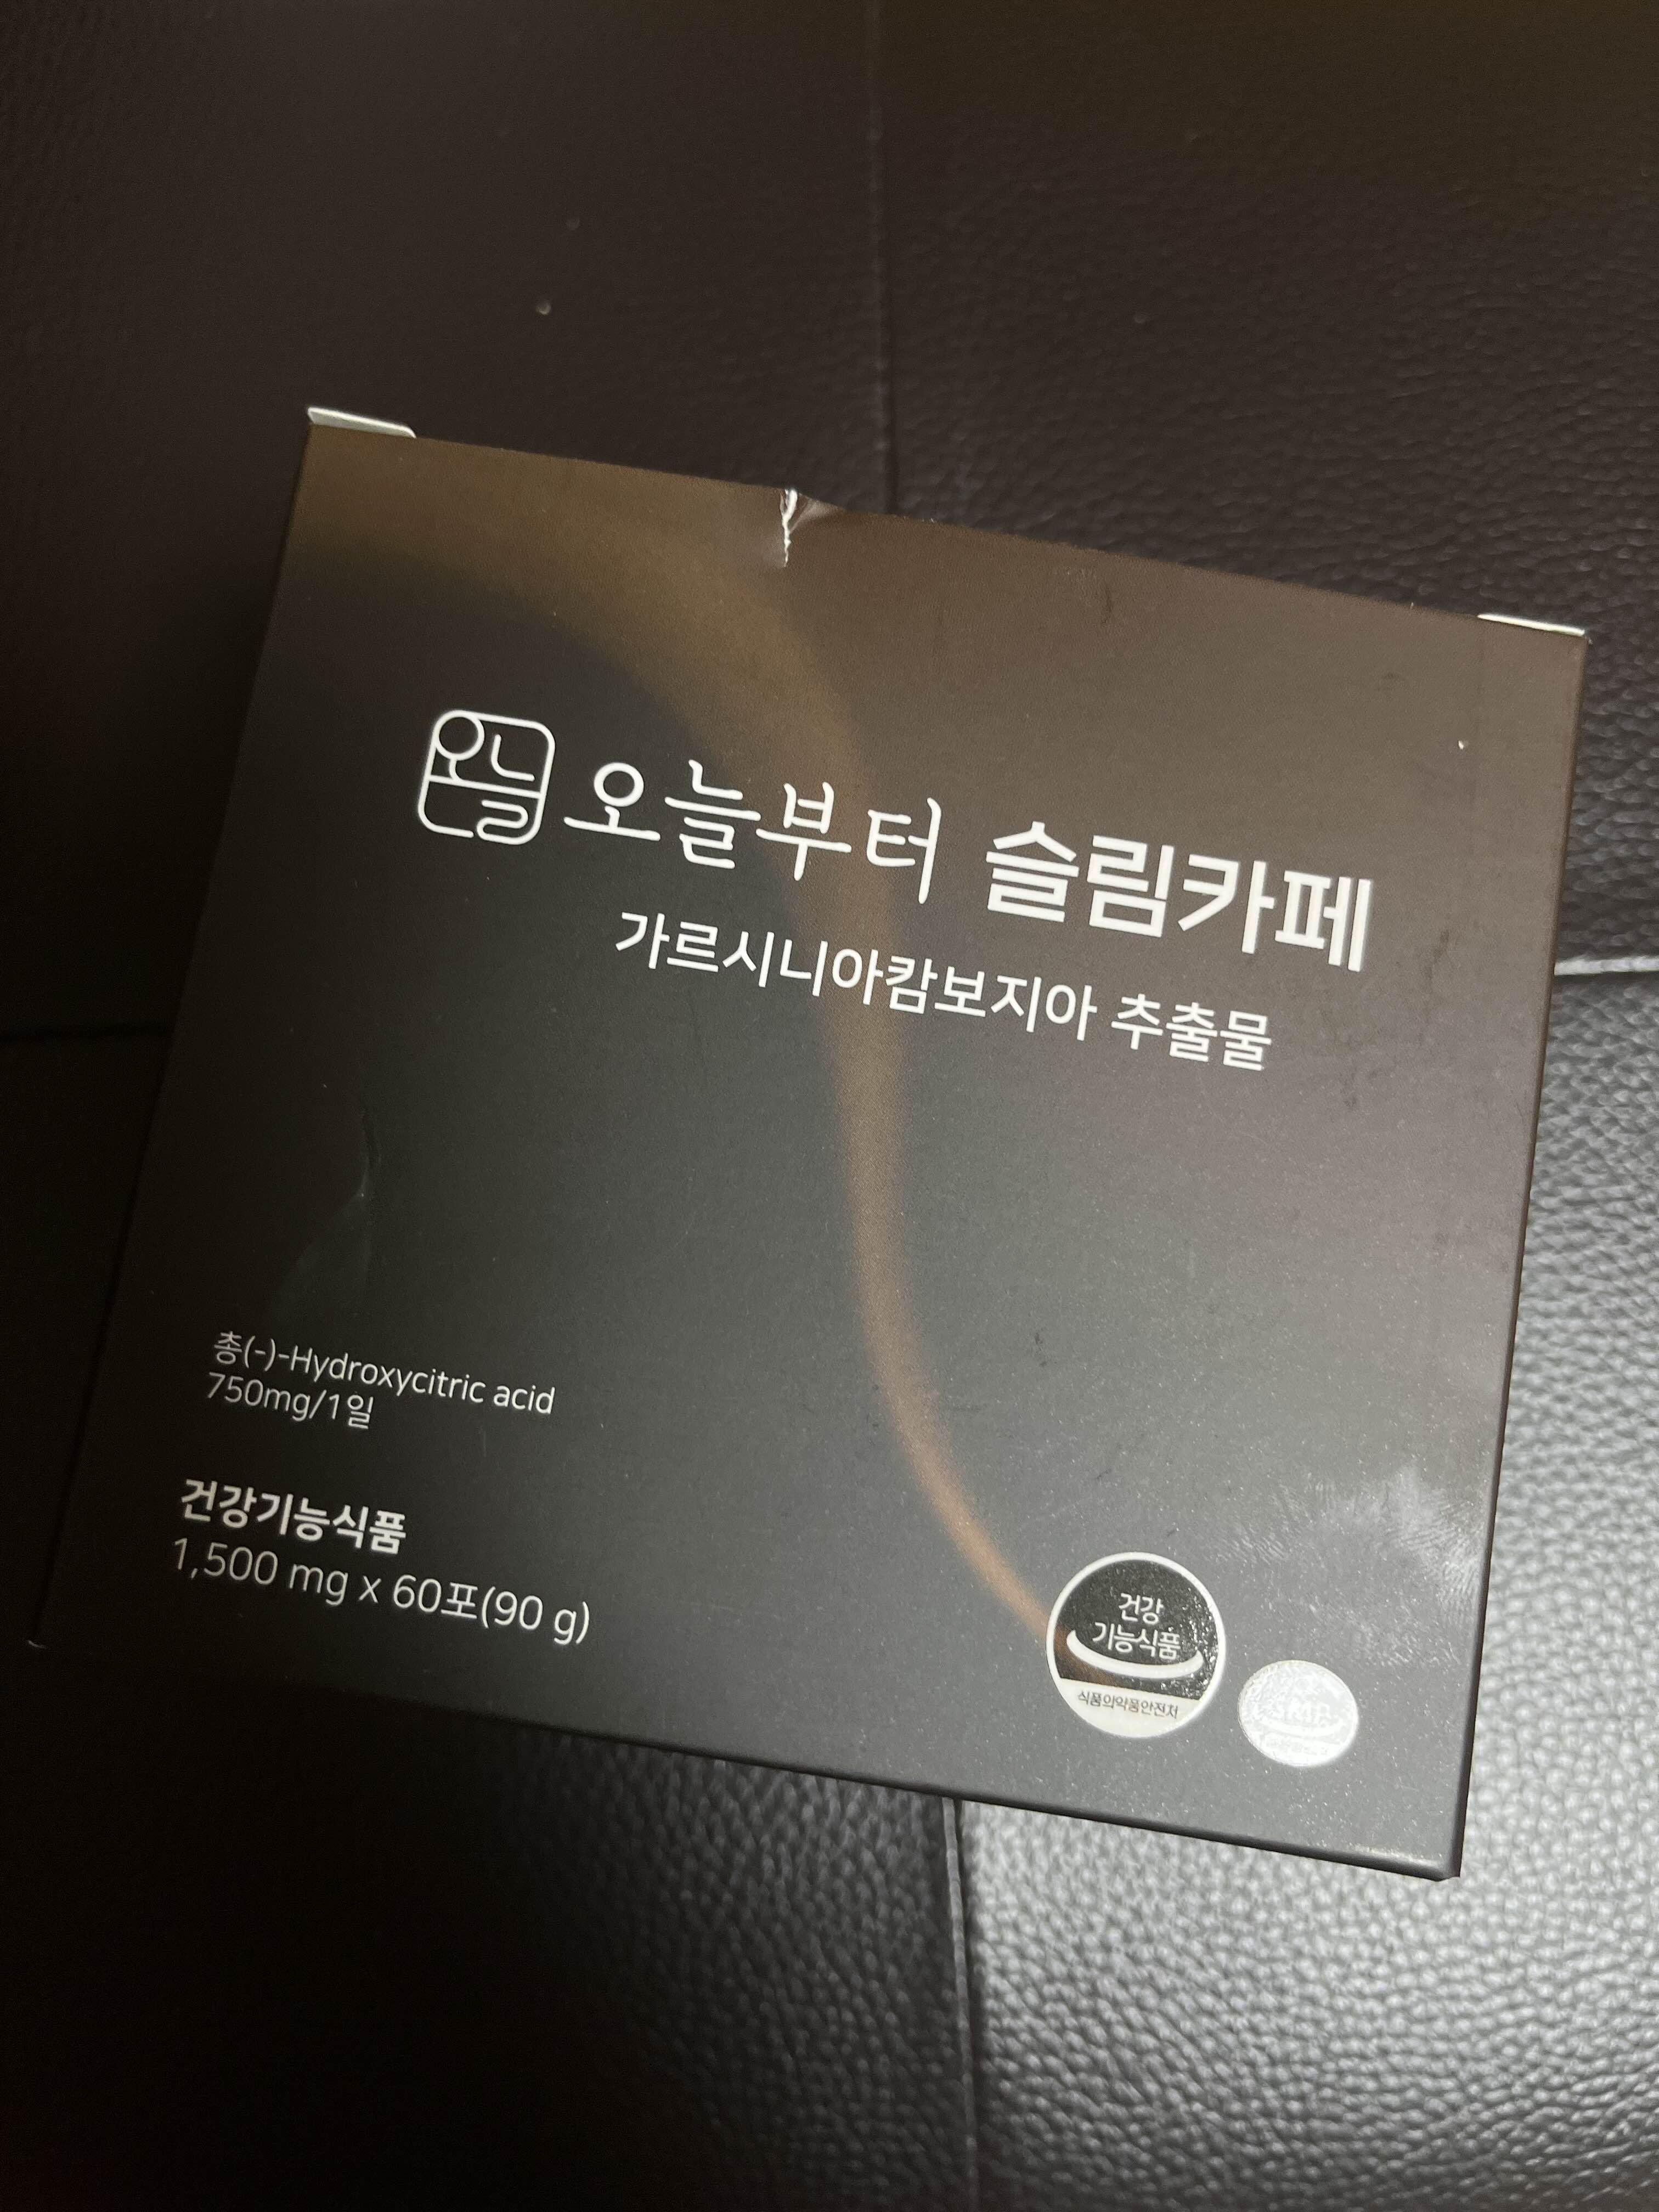 오늘
오늘부터 슬림카페
가르시니아캄보지아 추출물
총(-)-Hydroxycitric acid
750mg/1일
건강기능식품
1,500 mg x 60포(90 g)
건강
기능식품
식품의약품안전처
GMP